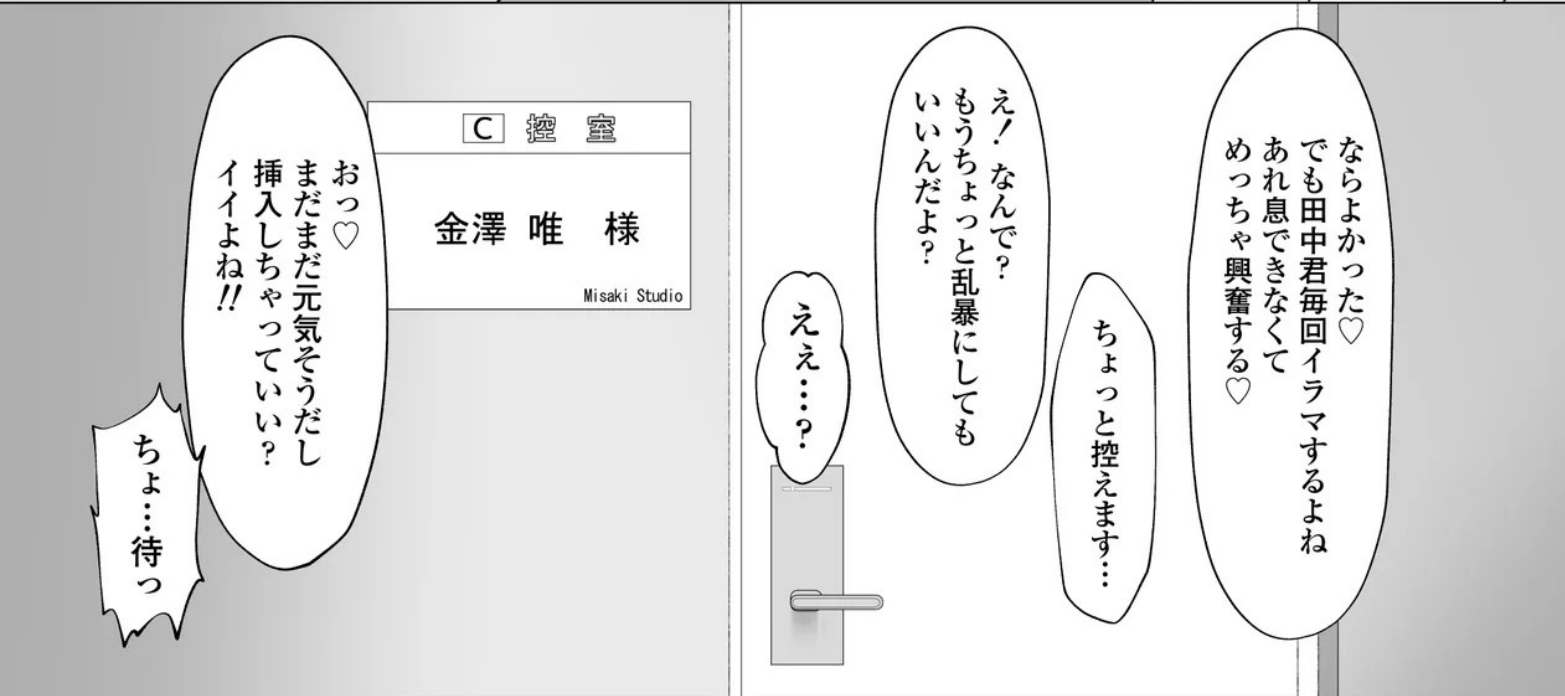 ならよかった♡
でも田中君毎回イラマするよね
あれ息できなくて
めっちゃ興奮する♡
ちょっと控えます…
え！なんで？
もうちょっと乱暴にしても
いいんだよ？
ええ…？
C 控室
金澤 唯 様
Misaki Studio
おっ♡
まだまだ元気そうだし
挿入しちゃっていい？
イイよね!!
ちょ…待っ